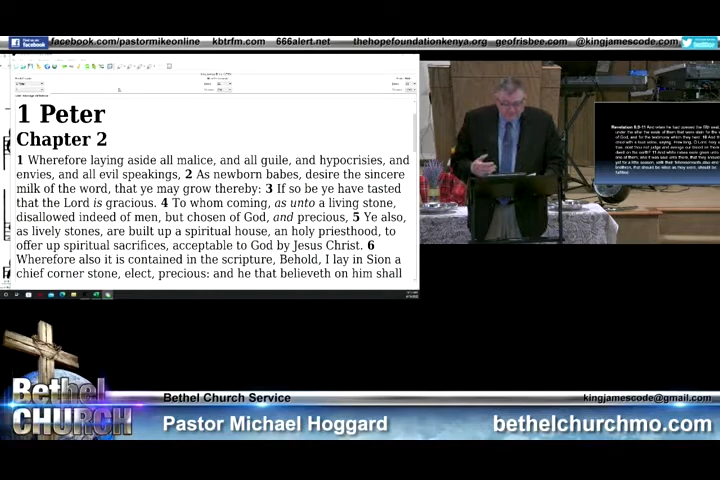 Find us on
facebook
facebook.com/pastormikeonline kbtrfm.com 666alert.net thehopefoundationkenya.org geofrisbee.com @kingjamescode
twitter
1 Peter
Chapter 2
1 Wherefore laying aside all malice, and all guile, and hypocrisies, and
envies, and all evil speakings, 2 As newborn babes, desire the sincere
milk of the word, that ye may grow thereby: 3 If so be ye have tasted
that the Lord is gracious. 4 To whom coming, as unto a living stone,
disallowed indeed of men, but chosen of God, and precious, 5 Ye also,
as lively stones, are built up a spiritual house, an holy priesthood, to
offer up spiritual sacrifices, acceptable to God by Jesus Christ. 6
Wherefore also it is contained in the scripture, Behold, I lay in Sion a
chief corner stone, elect, precious: and he that believeth on him shall
Bethel
CHURCH
Bethel Church Service
kingjamescode@gmail.com
Pastor Michael Hoggard
bethelchurchmo.com